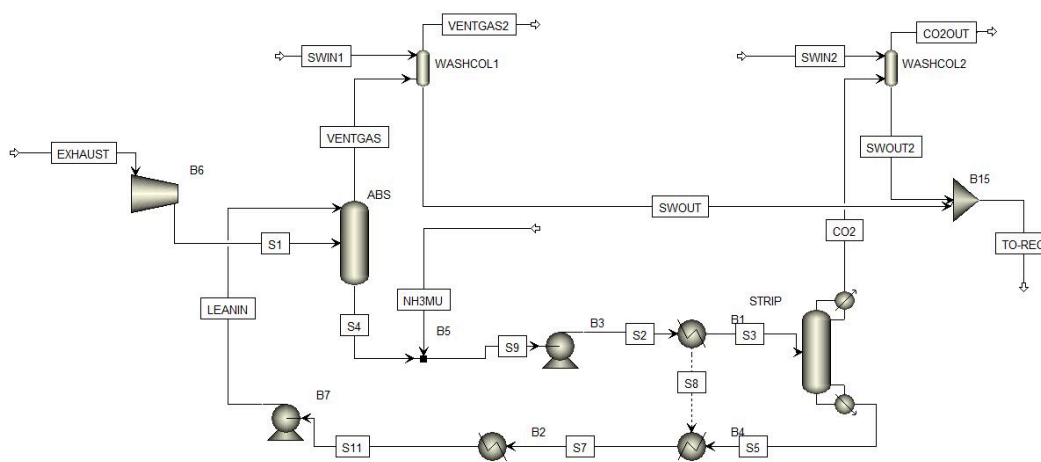 VENTGAS2
CO2OUT
SWIN1
SWIN2
WASHCOL1
WASHCOL2
VENTGAS
SWOUT2
EXHAUST
B6
B15
ABS
SWOUT
CO2
S1
TO-REC
LEANIN
NH3MU
STRIP
S4
B5
B3
S2
B1
S3
S9
S8
B7
S11
B2
S7
B4
S5